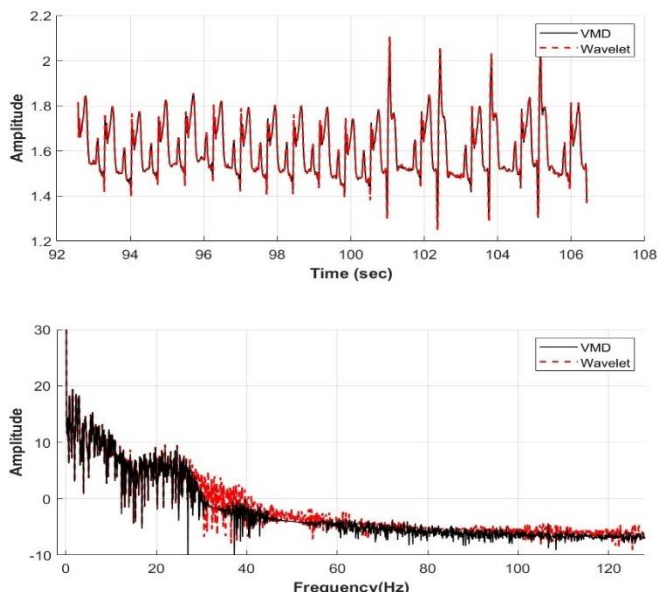 2.2
2
1.8
1.6
1.4
1.2
Amplitude
VMD
Wavelet
92 94 96 98 100 102 104 106 108
Time (sec)
30
20
10
0
-10
Amplitude
VMD
Wavelet
0 20 40 60 80 100 120
Frequency(Hz)